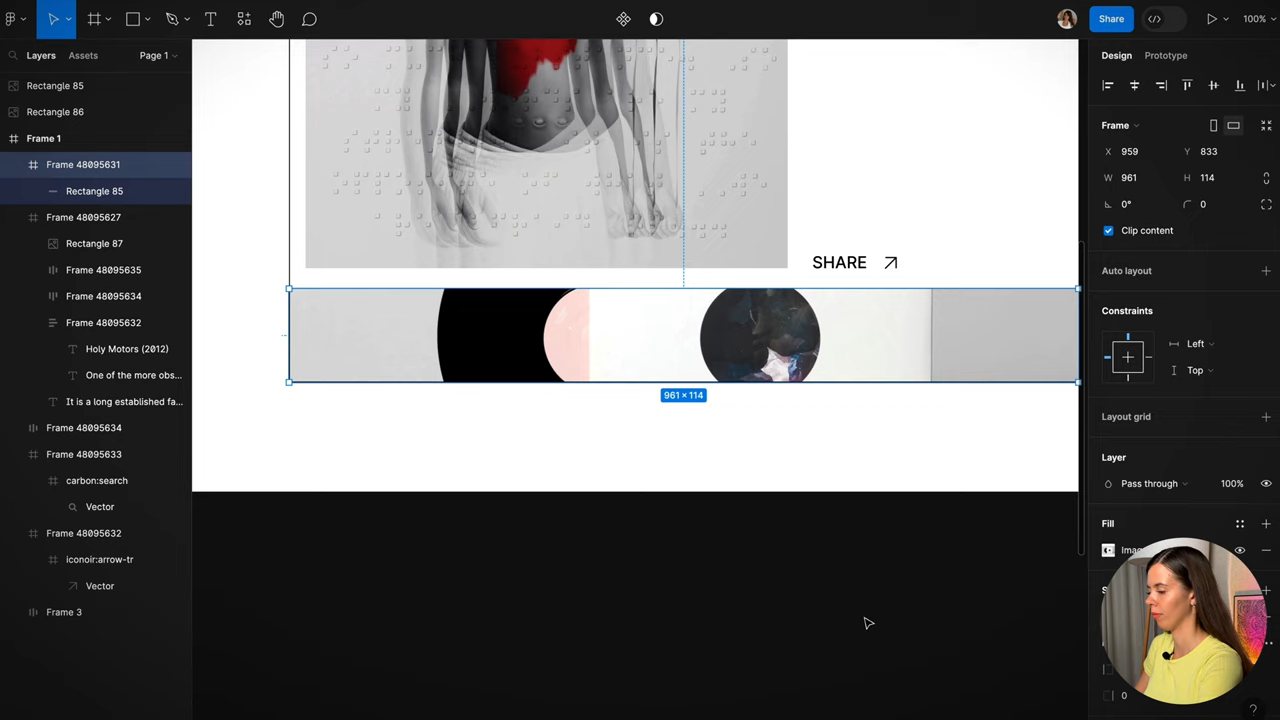 Share
100%
Layers
Assets
Page 1
Rectangle 85
Rectangle 86
Frame 1
Frame 48095631
Rectangle 85
Frame 48095627
Rectangle 87
Frame 48095635
Frame 48095634
Frame 48095632
Holy Motors (2012)
One of the more obs...
It is a long established fa...
Frame 48095634
Frame 48095633
carbon:search
Vector
Frame 48095632
iconoir:arrow-tr
Vector
Frame 3
SHARE
961 × 114
Design
Prototype
Frame
X 959
Y 833
W 961
H 114
0°
0
Clip content
Auto layout
Constraints
Left
Top
Layout grid
Layer
Pass through
100%
Fill
0
?